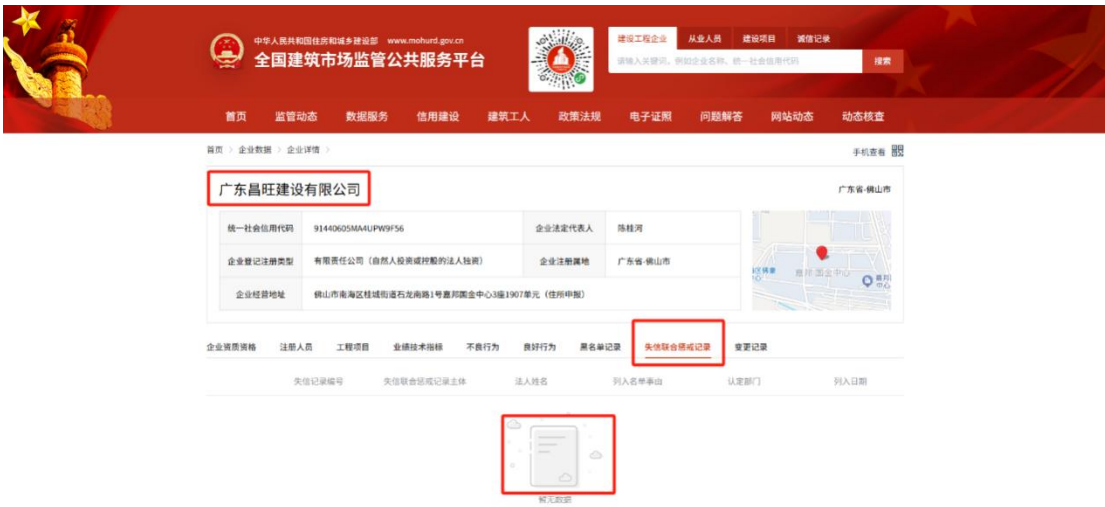 中华人民共和国住房和城乡建设部 www.mohurd.gov.cn
全国建筑市场监管公共服务平台
建设工程企业 从业人员 建设项目 诚信记录
请输入关键词，例如企业名称、统一社会信用代码 搜索
首页 监管动态 数据服务 信用建设 建筑工人 政策法规 电子证照 问题解答 网站动态 动态核查
首页 > 企业数据 > 企业详情 >
手机查看
广东昌旺建设有限公司
广东省-佛山市
统一社会信用代码 91440605MA4UPW9F56 企业法定代表人 陈桂河
企业登记注册类型 有限责任公司（自然人投资或控股的法人独资） 企业注册属地 广东省-佛山市
企业经营地址 佛山市南海区桂城街道石龙南路1号嘉邦国金中心3座1907单元（住所申报）
嘉邦国金中心
企业资质资格 注册人员 工程项目 业绩技术指标 不良行为 良好行为 黑名单记录 失信联合惩戒记录 变更记录
失信记录编号 失信联合惩戒记录主体 法人姓名 列入名单事由 认定部门 列入日期
暂无数据